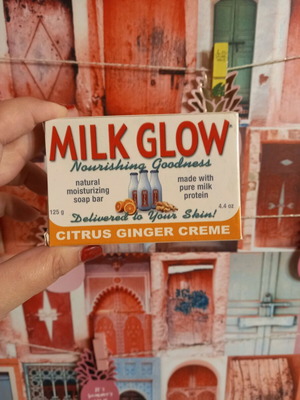 MILK GLOW
Nourishing Goodness
natural
moisturizing
soap bar
made with
pure milk
protein
125 g
4.4 oz
Delivered to Your Skin!
CITRUS GINGER CREME